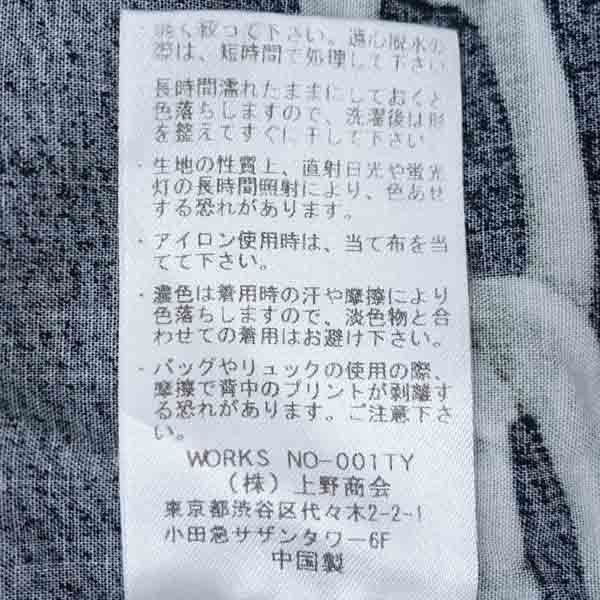 ・軽く絞って下さい。遠心脱水の
際は、短時間で処理して下さい
・長時間濡れたままにしておくと
色落ちしますので、洗濯後は形
を整えてすぐに干して下さい。
・生地の性質上、直射日光や蛍光
灯の長時間照射により、色あせ
する恐れがあります。
・アイロン使用時は、当て布を当
てて下さい。
・濃色は着用時の汗や摩擦により
色落ちしますので、淡色物と合
わせての着用はお避け下さい。
・バッグやリュックの使用の際、
摩擦で背中のプリントが剥離す
る恐れがあります。ご注意下さ
い。
WORKS NO-001TY
(株)上野商会
東京都渋谷区代々木2-2-1
小田急サザンタワー6F
中国製